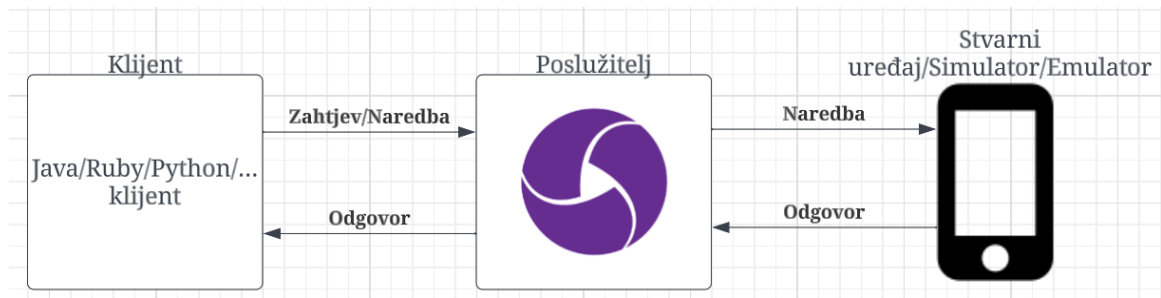 Klijent
Java/Ruby/Python/...
klijent
Zahtjev/Naredba
Odgovor
Poslužitelj
Naredba
Odgovor
Stvarni
uređaj/Simulator/Emulator